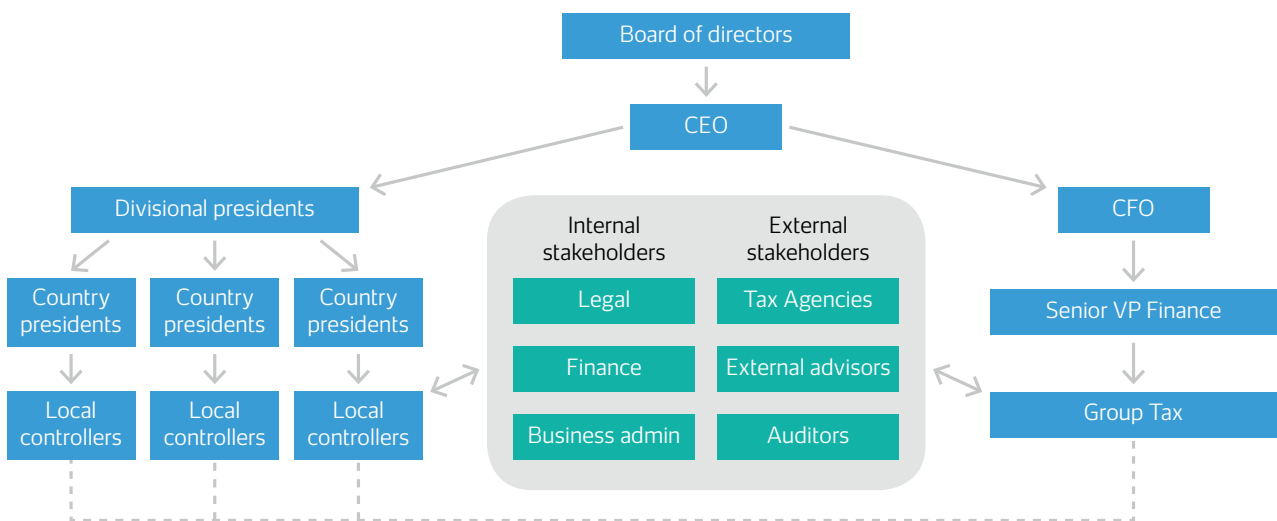 Board of directors
CEO
Divisional presidents
CFO
Internal
stakeholders
External
stakeholders
Country
presidents
Country
presidents
Country
presidents
Legal
Tax Agencies
Senior VP Finance
Finance
External advisors
Local
controllers
Local
controllers
Local
controllers
Business admin
Auditors
Group Tax